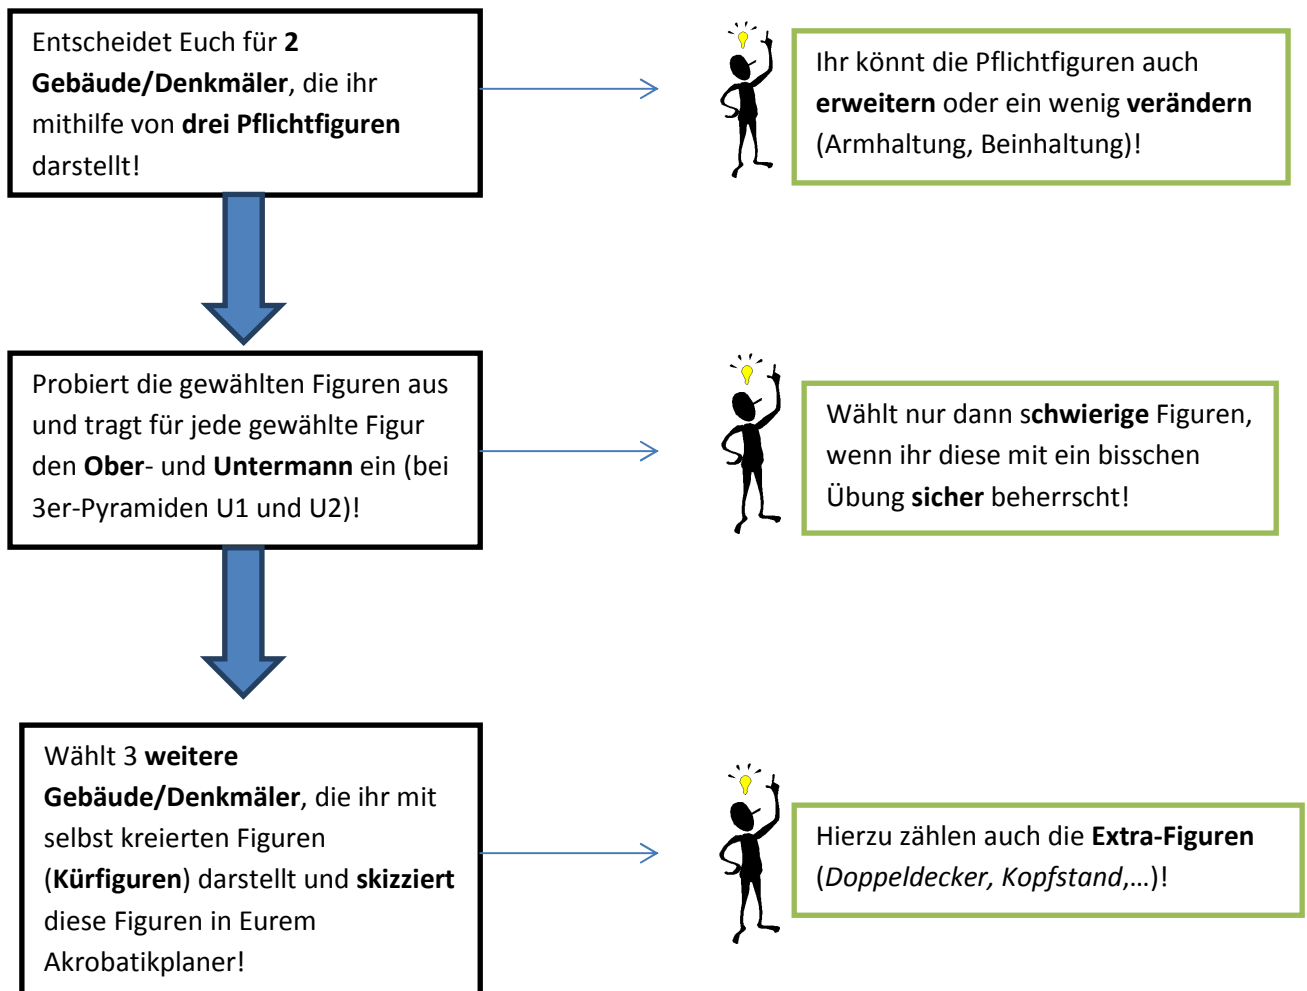 Entscheidet Euch für 2
Gebäude/Denkmäler, die ihr
mithilfe von drei Pflichtfiguren
darstellt!
Ihr könnt die Pflichtfiguren auch
erweitern oder ein wenig verändern
(Armhaltung, Beinhaltung)!
Probiert die gewählten Figuren aus
und tragt für jede gewählte Figur
den Ober- und Untermann ein (bei
3er-Pyramiden U1 und U2)!
Wählt nur dann schwierige Figuren,
wenn ihr diese mit ein bisschen
Übung sicher beherrscht!
Wählt 3 weitere
Gebäude/Denkmäler, die ihr mit
selbst kreierten Figuren
(Kürfiguren) darstellt und skizziert
diese Figuren in Eurem
Akrobatikplaner!
Hierzu zählen auch die Extra-Figuren
(Doppeldecker, Kopfstand,…)!